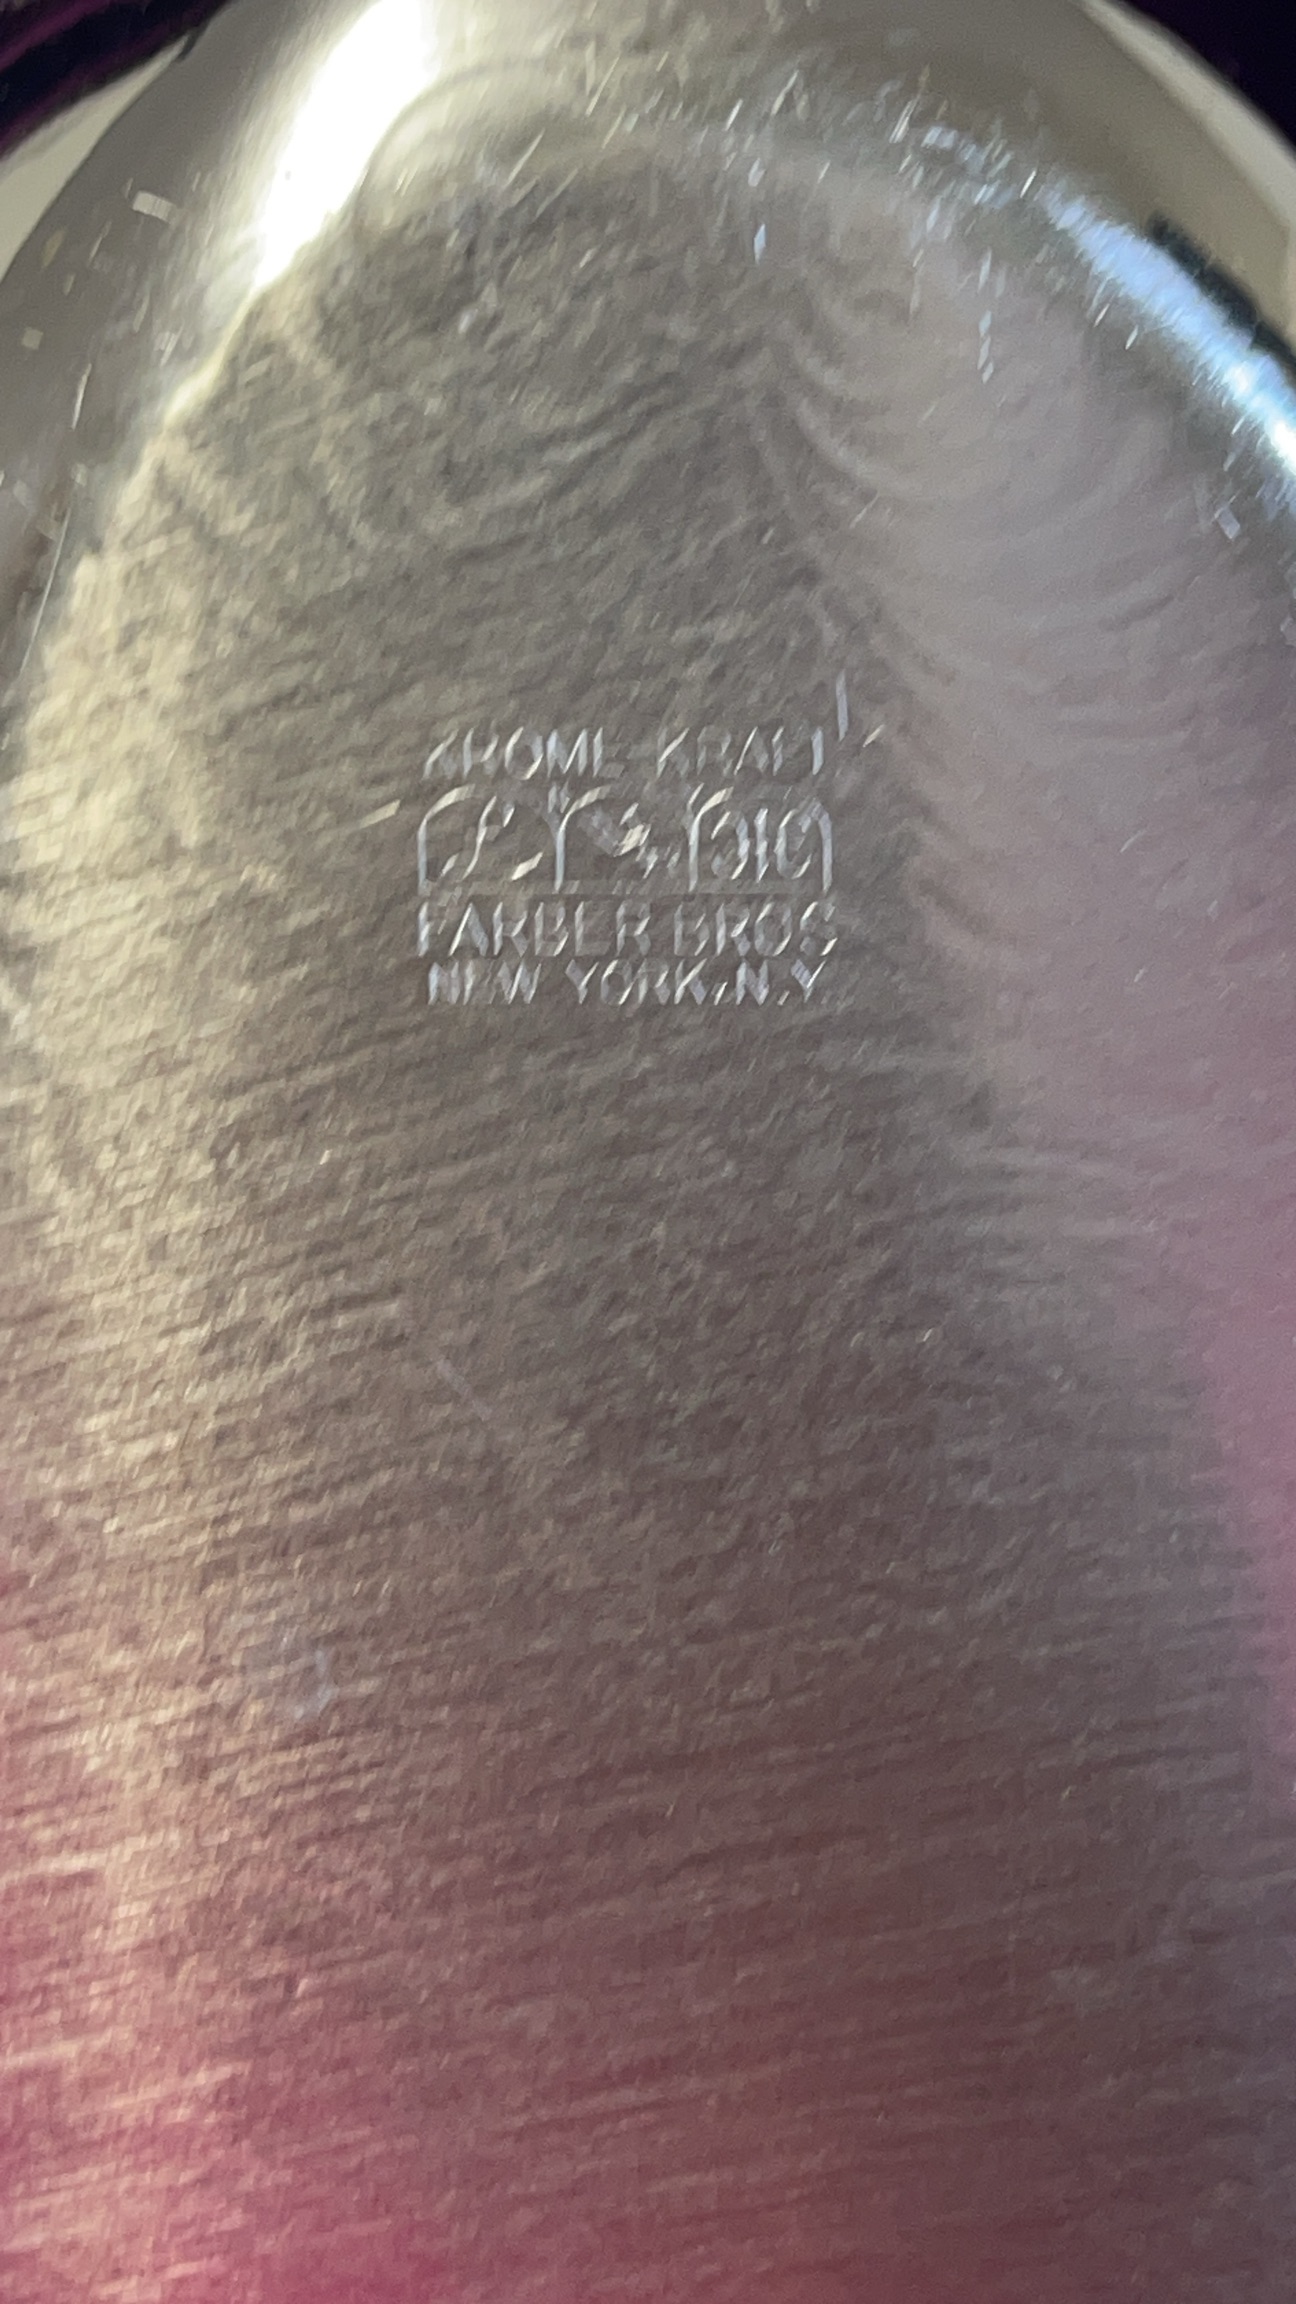 KROME-KRAFT
FARBER BROS
NEW YORK, N.Y.